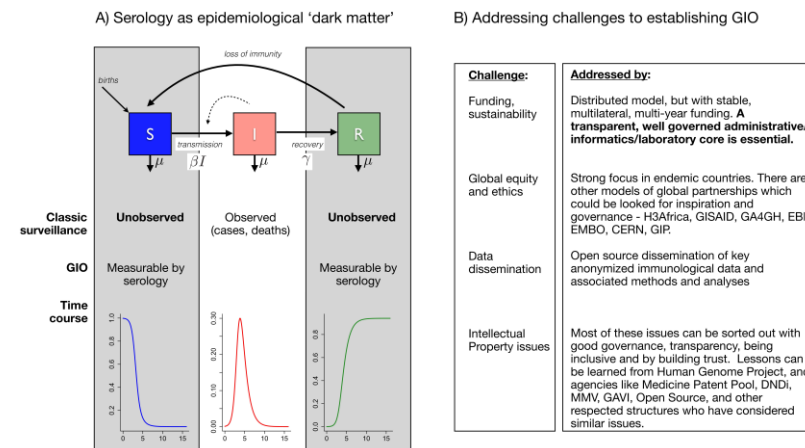 A) Serology as epidemiological ‘dark matter’
loss of immunity
births
S
I
R
transmission
recovery
μ
βI
μ
γ
μ
Classic
surveillance
Unobserved
Observed
(cases, deaths)
Unobserved
GIO
Measurable by
serology
Measurable by
serology
Time
course
0.2 0.4 0.6 0.8 1.0
0 5 10 15
0.00 0.10 0.20 0.30
0 5 10 15
0.0 0.2 0.4 0.6 0.8
0 5 10 15
B) Addressing challenges to establishing GIO
Challenge:
Addressed by:
Funding,
sustainability
Distributed model, but with stable,
multilateral, multi-year funding. A
transparent, well governed administrative/
informatics/laboratory core is essential.
Global equity
and ethics
Strong focus in endemic countries. There are
other models of global partnerships which
could be looked for inspiration and
governance - H3Africa, GISAID, GA4GH,
EMBO, CERN, GIP.
Data
dissemination
Open source dissemination of key
anonymized immunological data and
associated methods and analyses
Intellectual
Property issues
Most of these issues can be sorted out with
good governance, transparency, being
inclusive and by building trust. Lessons can
be learned from Human Genome Project, and
agencies like Medicine Patent Pool, DNDi,
MMV, GAVI, Open Source, and other
respected structures who have considered
similar issues.